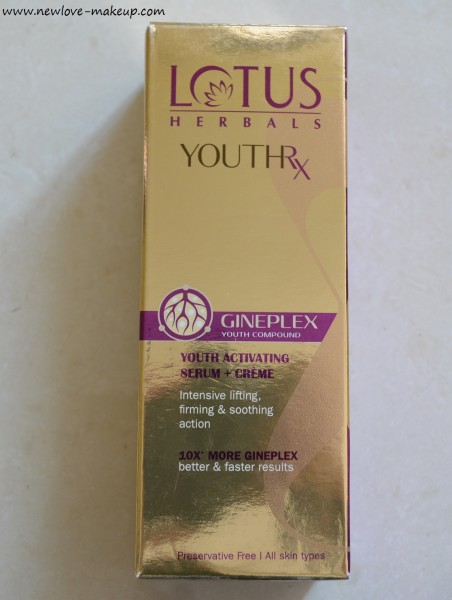 www.newlove-makeup.com
LOTUS
HERBALS
YOUTHRx
GINEPLEX
YOUTH COMPOUND
YOUTH ACTIVATING
SERUM + CRÈME
Intensive lifting,
firming & soothing
action
10X* MORE GINEPLEX
better & faster results
Preservative Free | All skin types